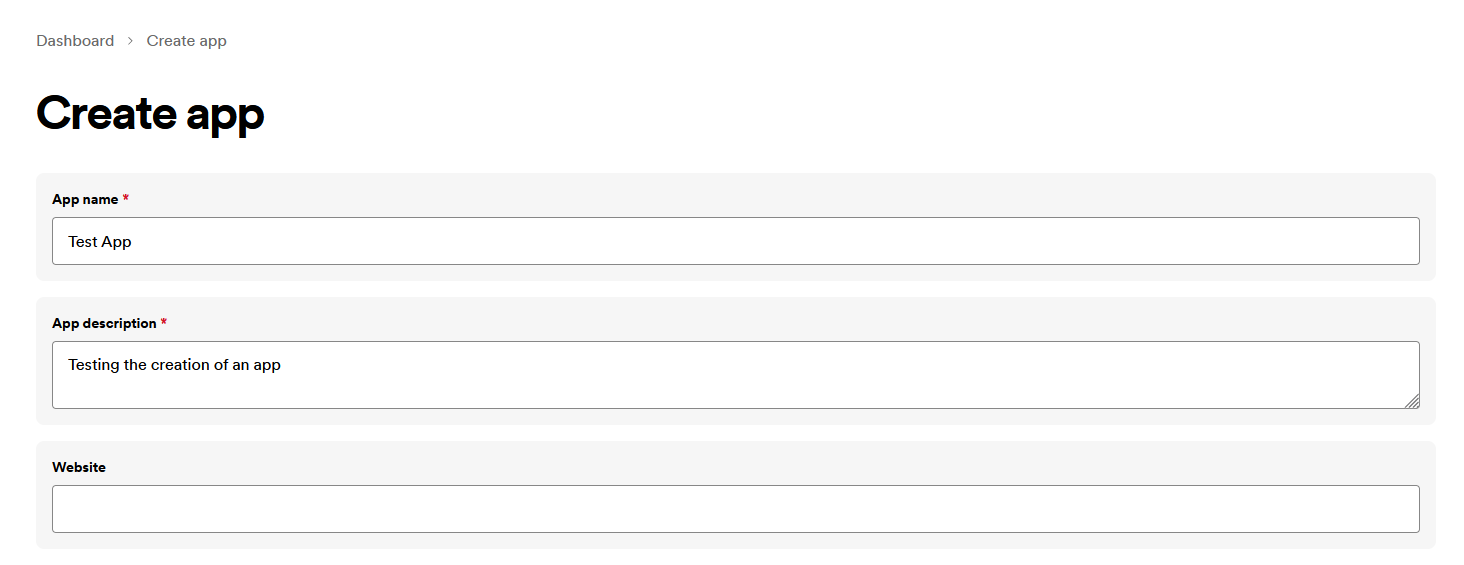 Dashboard > Create app
Create app
App name *
Test App
App description *
Testing the creation of an app
Website